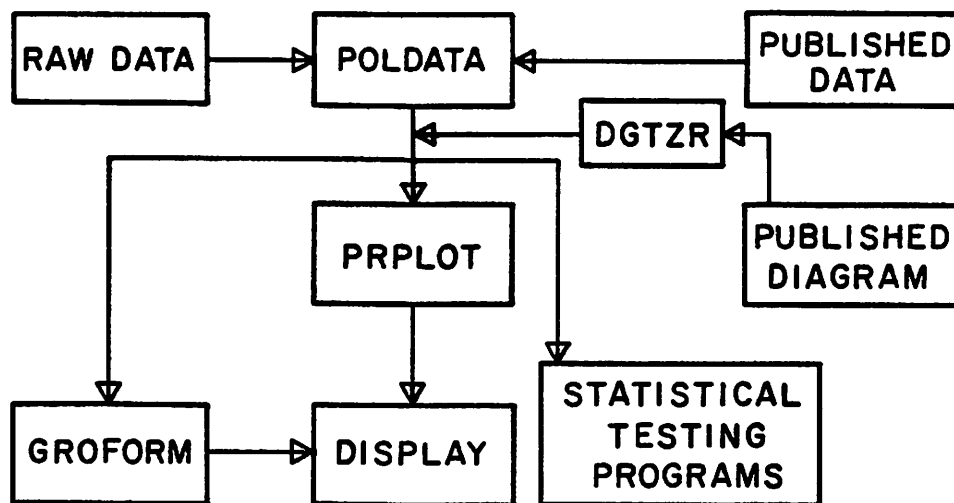 RAW DATA
POLDATA
PUBLISHED
DATA
DGTZR
PRPLOT
PUBLISHED
DIAGRAM
GROFORM
DISPLAY
STATISTICAL
TESTING
PROGRAMS